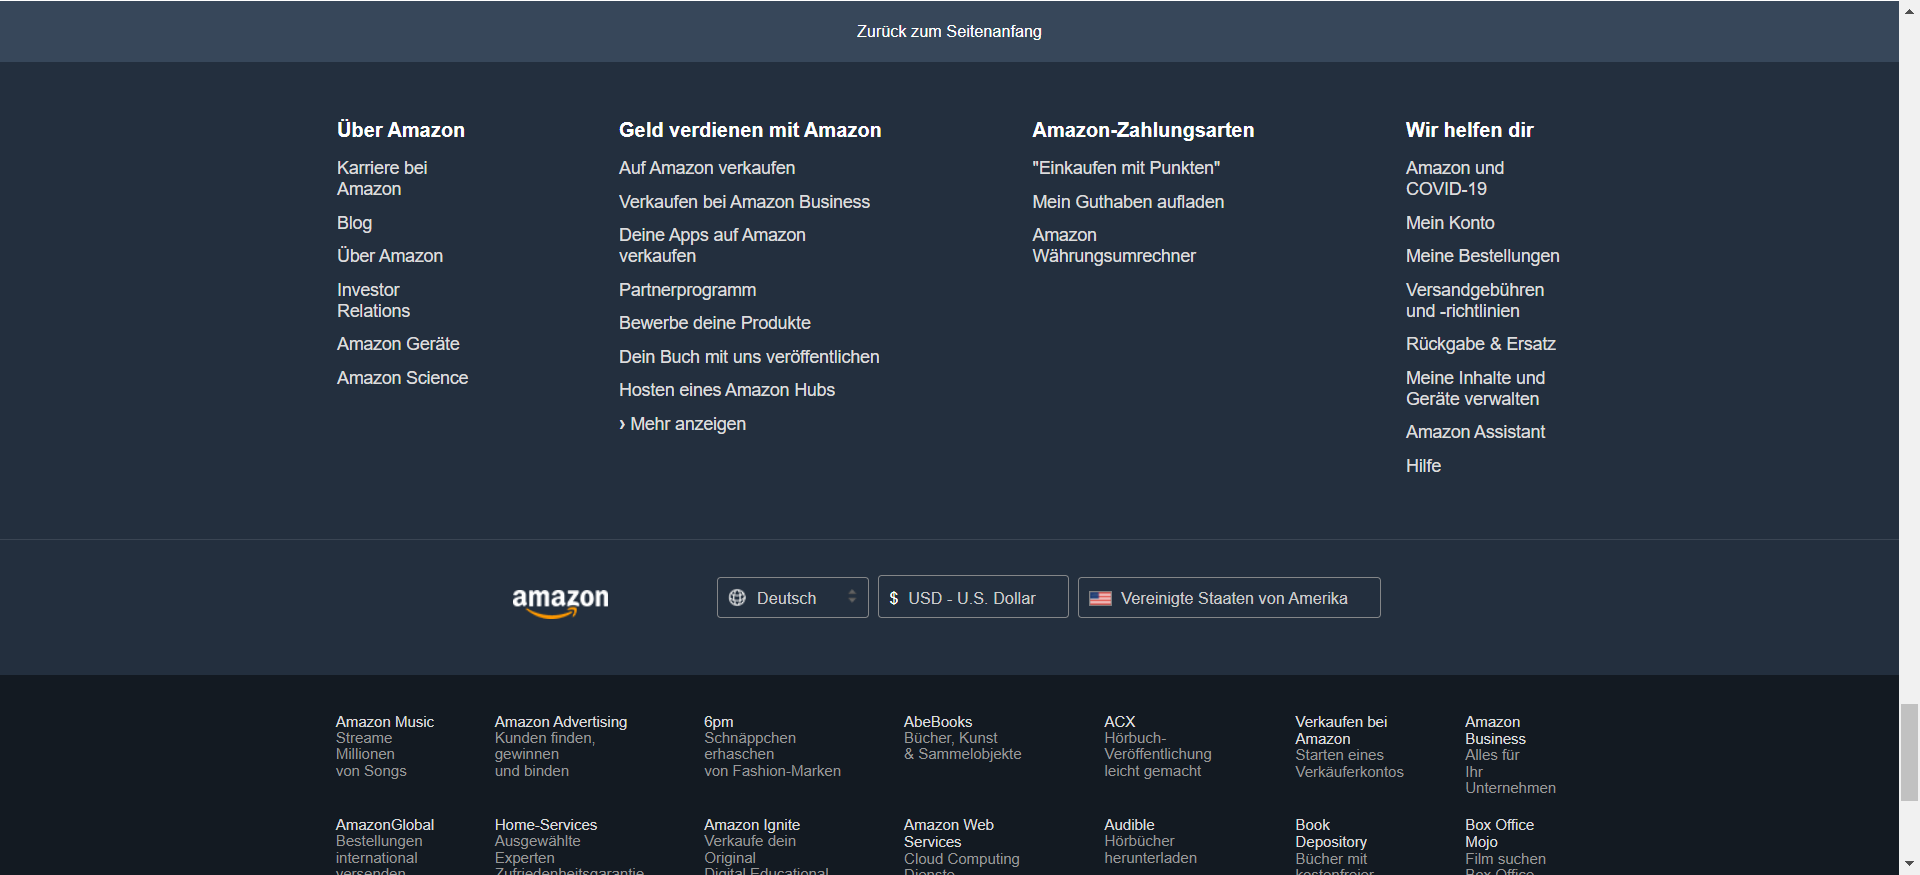 Zurück zum Seitenanfang
Über Amazon
Karriere bei
Amazon
Blog
Über Amazon
Investor
Relations
Amazon Geräte
Amazon Science
Geld verdienen mit Amazon
Auf Amazon verkaufen
Verkaufen bei Amazon Business
Deine Apps auf Amazon
verkaufen
Partnerprogramm
Bewerbe deine Produkte
Dein Buch mit uns veröffentlichen
Hosten eines Amazon Hubs
› Mehr anzeigen
Amazon-Zahlungsarten
"Einkaufen mit Punkten"
Mein Guthaben aufladen
Amazon
Währungsumrechner
Wir helfen dir
Amazon und
COVID-19
Mein Konto
Meine Bestellungen
Versandgebühren
und -richtlinien
Rückgabe & Ersatz
Meine Inhalte und
Geräte verwalten
Amazon Assistant
Hilfe
amazon
Deutsch
$ USD - U.S. Dollar
Vereinigte Staaten von Amerika
Amazon Music
Streame
Millionen
von Songs
Amazon Advertising
Kunden finden,
gewinnen
und binden
6pm
Schnäppchen
erhaschen
von Fashion-Marken
AbeBooks
Bücher, Kunst
& Sammelobjekte
ACX
Hörbuch-
Veröffentlichung
leicht gemacht
Verkaufen bei
Amazon
Starten eines
Verkäuferkontos
Amazon
Business
Alles für
Ihr
Unternehmen
AmazonGlobal
Bestellungen
international
versenden
Home-Services
Ausgewählte
Experten
Zufriedenheitsgarantie
Amazon Ignite
Verkaufe dein
Original
Digital Educational
Amazon Web
Services
Cloud Computing
Dienste
Audible
Hörbücher
herunterladen
Book
Depository
Bücher mit
kostenfreier
Box Office
Mojo
Film suchen
Box Office